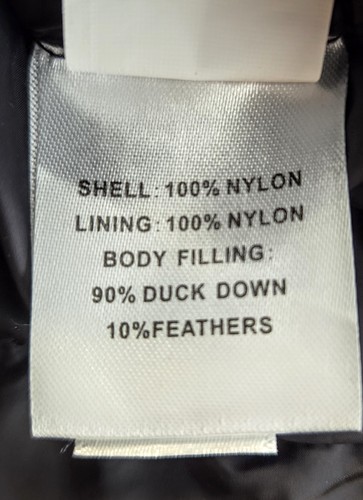 SHELL: 100% NYLON
LINING: 100% NYLON
BODY FILLING:
90% DUCK DOWN
10%FEATHERS